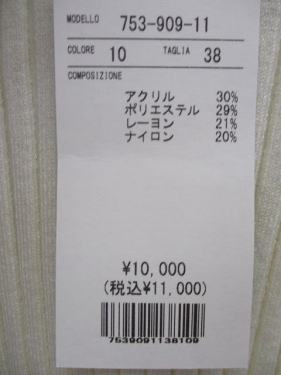 MODELLO 753-909-11
COLORE 10 TAGLIA 38
COMPOSIZIONE
アクリル 30%
ポリエステル 29%
レーヨン 21%
ナイロン 20%
¥10,000
(税込¥11,000)
7539091138109